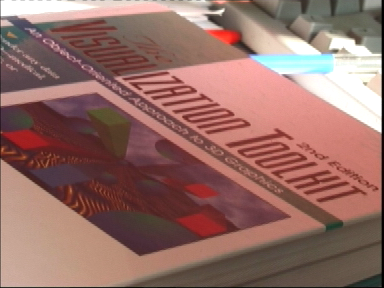 The
VISUALIZATION TOOLKIT
2nd Edition
An Object-Oriented Approach to 3D Graphics